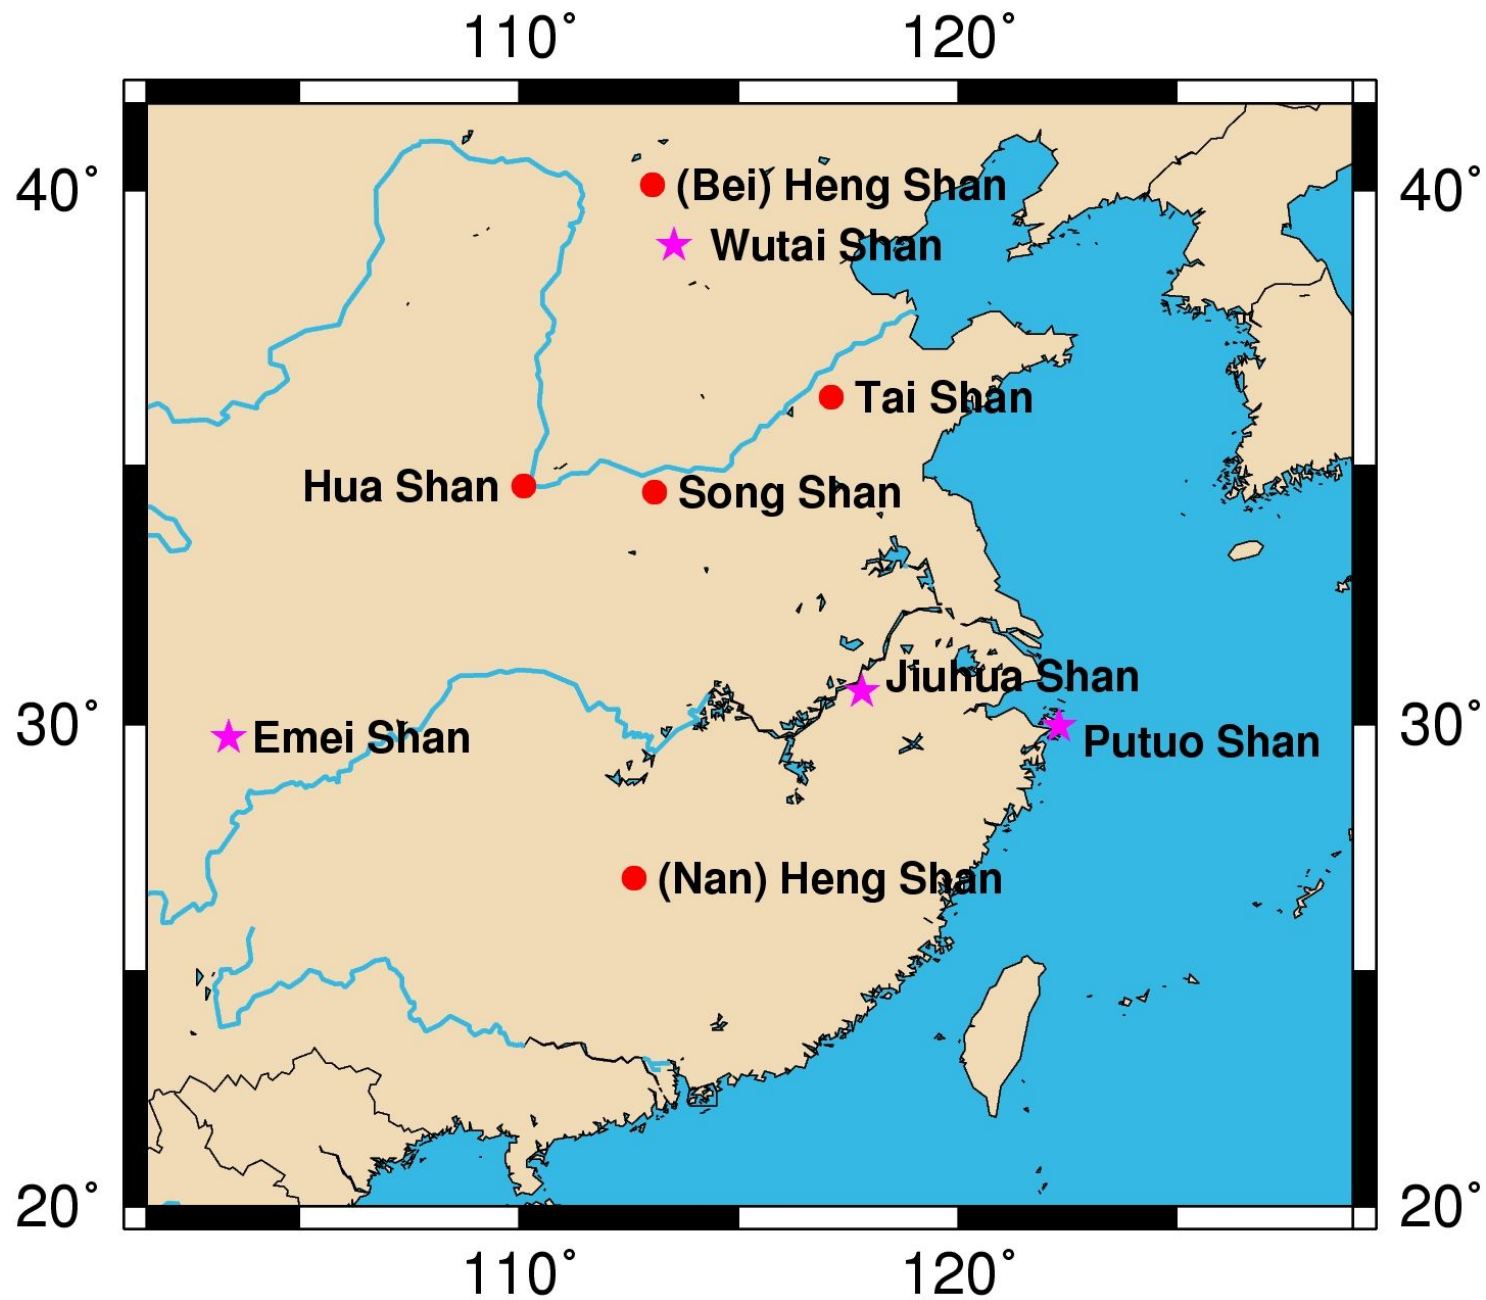 110° 120°
40° 40°
(Bei) Heng Shan
Wutai Shan
Tai Shan
Hua Shan
Song Shan
Jiuhua Shan
30° 30°
Emei Shan
Putuo Shan
(Nan) Heng Shan
20° 20°
110° 120°